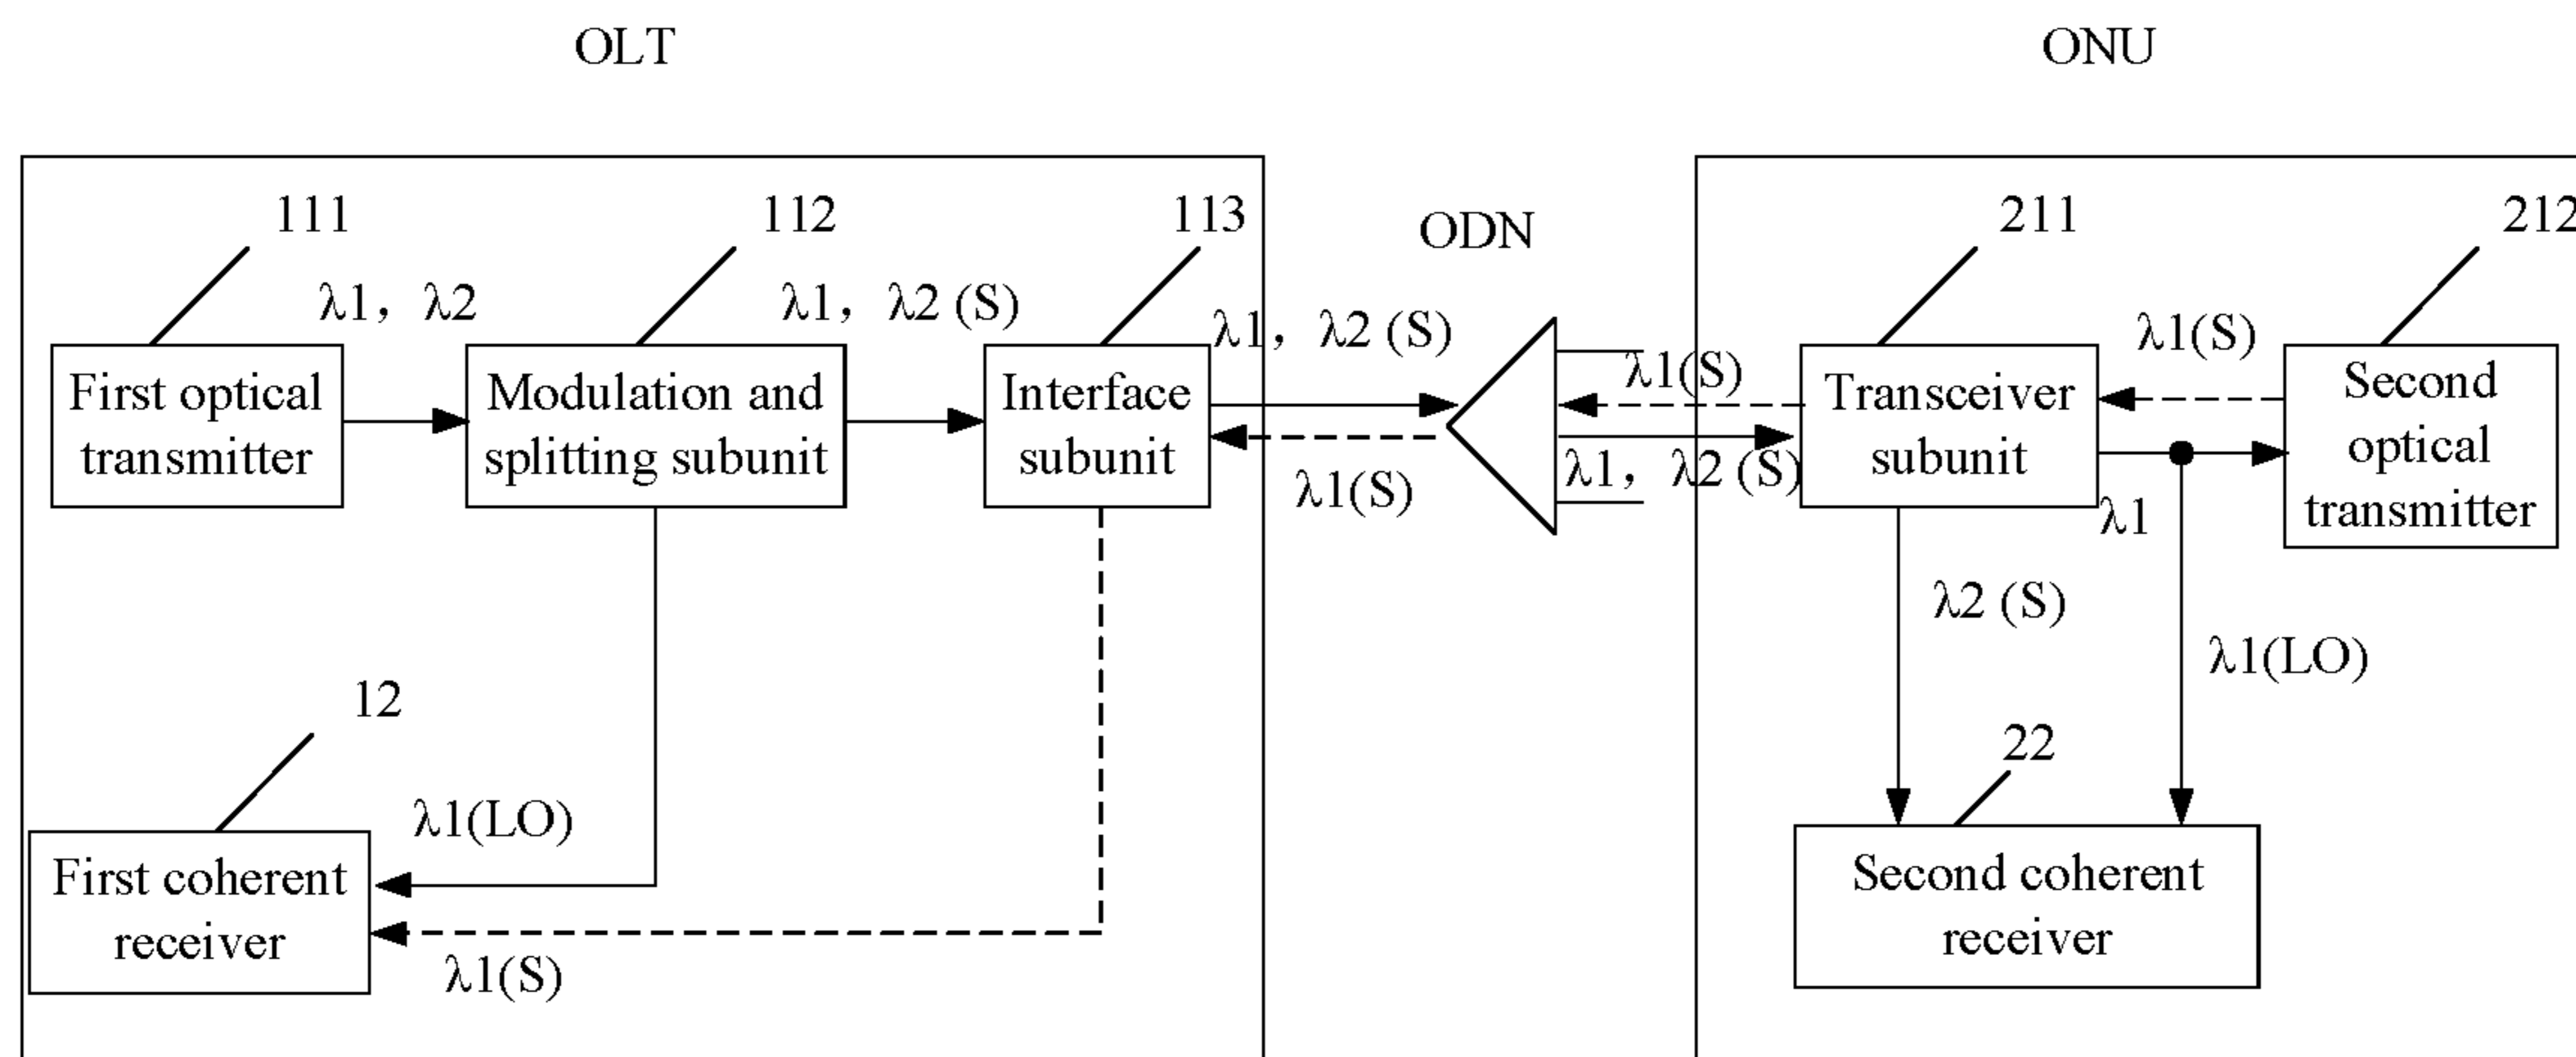 OLT
ONU
111
112
113
ODN
211
212
λ1, λ2
λ1, λ2 (S)
λ1, λ2 (S)
λ1(S)
λ1(S)
First optical
transmitter
Modulation and
splitting subunit
Interface
subunit
Transceiver
subunit
Second
optical
transmitter
λ1(S)
λ1, λ2 (S)
λ1
λ2 (S)
λ1(LO)
12
22
λ1(LO)
First coherent
receiver
Second coherent
receiver
λ1(S)